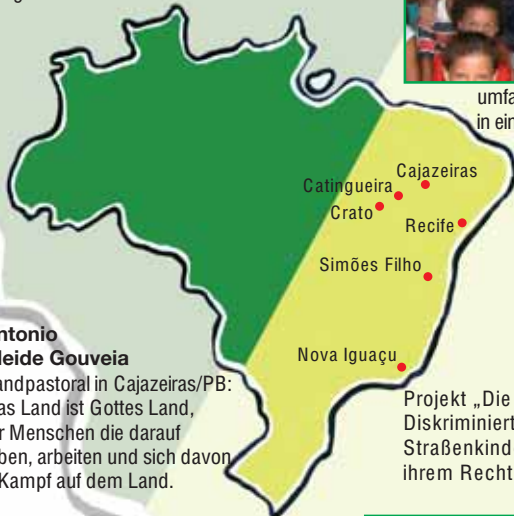 umfa
in ein
Cajazeiras
Catingueira
Crato
Recife
Simões Filho
Nova Iguaçu
ntonio
leide Gouveia
andpastoral in Cajazeiras/PB:
as Land ist Gottes Land,
r Menschen die darauf
ben, arbeiten und sich davon
Kampf auf dem Land.
Projekt „Die
Diskriminiert
Straßenkind
ihrem Recht